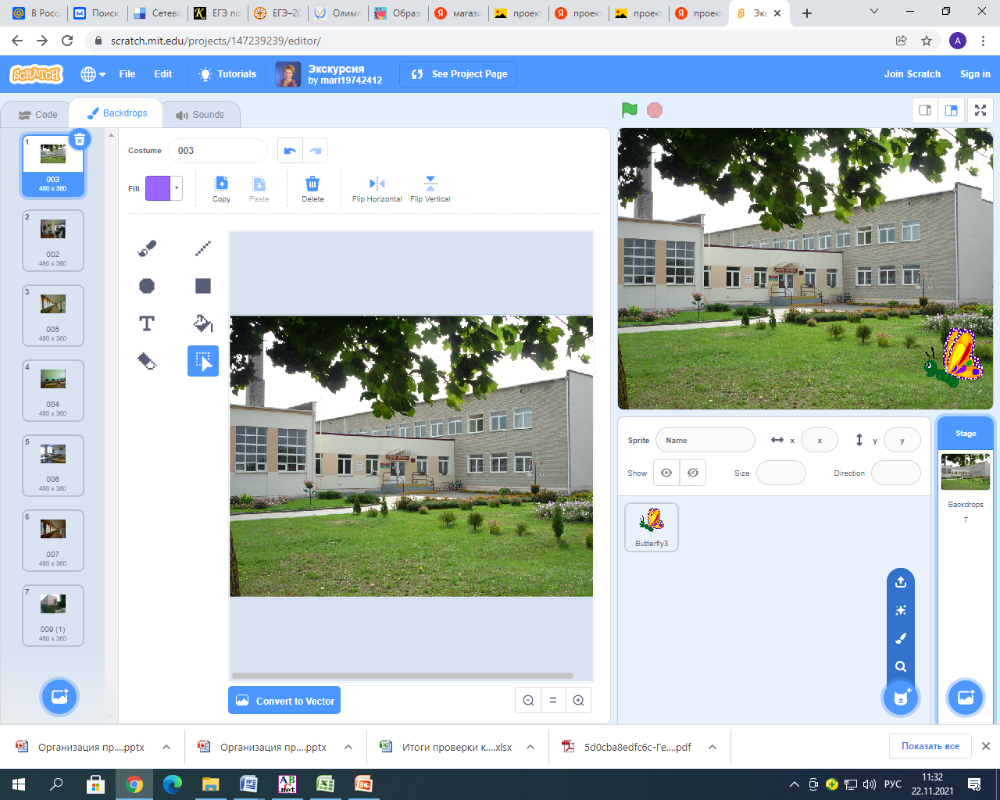 В Росс
Поиск
Сетево
ЕГЭ по
ЕГЭ–20
Олимп
Образо
магази
проект
проект
проект
проект
Экс
scratch.mit.edu/projects/147239239/editor/
A
SCRATCH
File
Edit
Tutorials
Экскурсия
by mari19742412
See Project Page
Join Scratch
Sign in
Code
Backdrops
Sounds
1
003
480 x 360
2
002
480 x 360
3
005
480 x 360
4
004
480 x 360
5
006
480 x 360
6
007
480 x 360
7
009 (1)
480 x 360
Costume
003
Fill
Copy
Paste
Delete
Flip Horizontal
Flip Vertical
T
Convert to Vector
Sprite
Name
x
x
y
y
Show
Size
Direction
Butterfly3
Stage
Backdrops
7
Организация пр....pptx
Организация пр....pptx
Итоги проверки к....xlsx
5d0cba8edfc6c-Ге....pdf
Показать все
РУС
11:32
22.11.2021